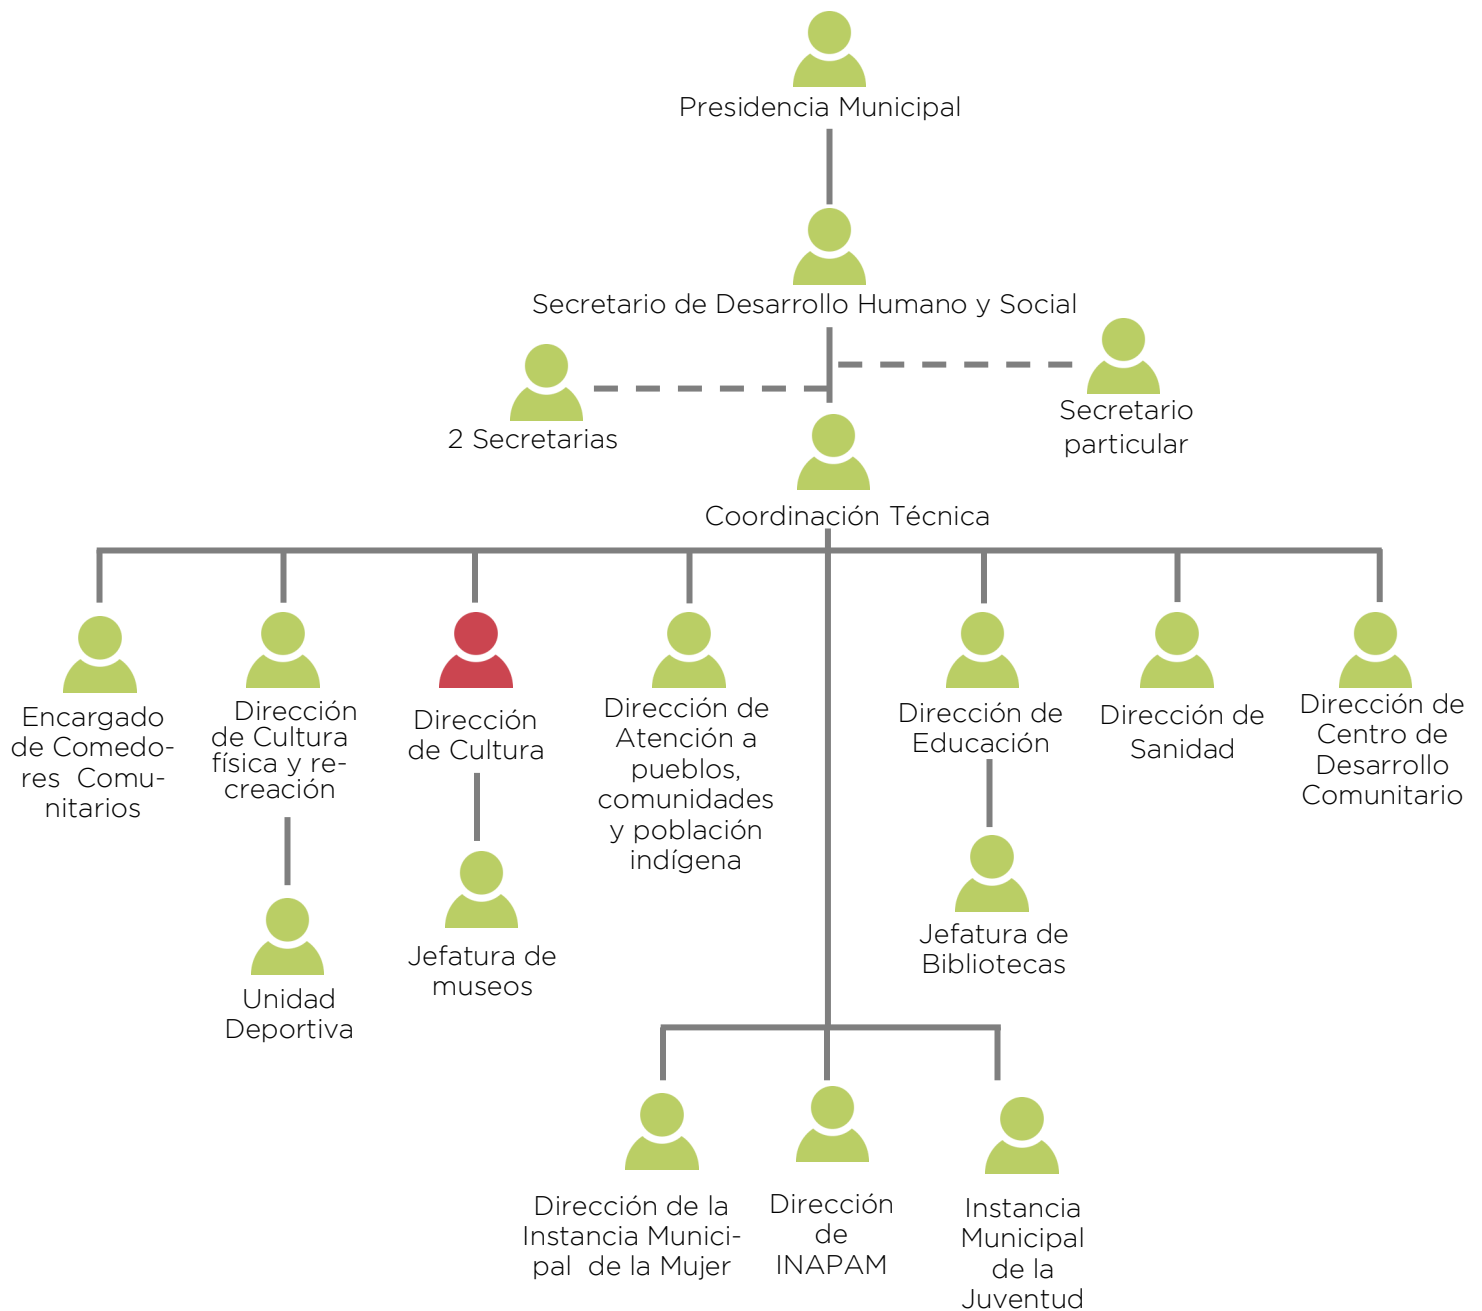 Presidencia Municipal
Secretario de Desarrollo Humano y Social
2 Secretarias
Secretario
particular
Coordinación Técnica
Encargado
de Comedo-
res Comu-
nitarios
Dirección
de Cultura
física y re-
creación
Dirección
de Cultura
Dirección de
Atención a
pueblos,
comunidades
y población
indígena
Dirección de
Educación
Dirección de
Sanidad
Dirección de
Centro de
Desarrollo
Comunitario
Unidad
Deportiva
Jefatura de
museos
Jefatura de
Bibliotecas
Dirección de la
Instancia Munici-
pal de la Mujer
Dirección
de
INAPAM
Instancia
Municipal
de la
Juventud